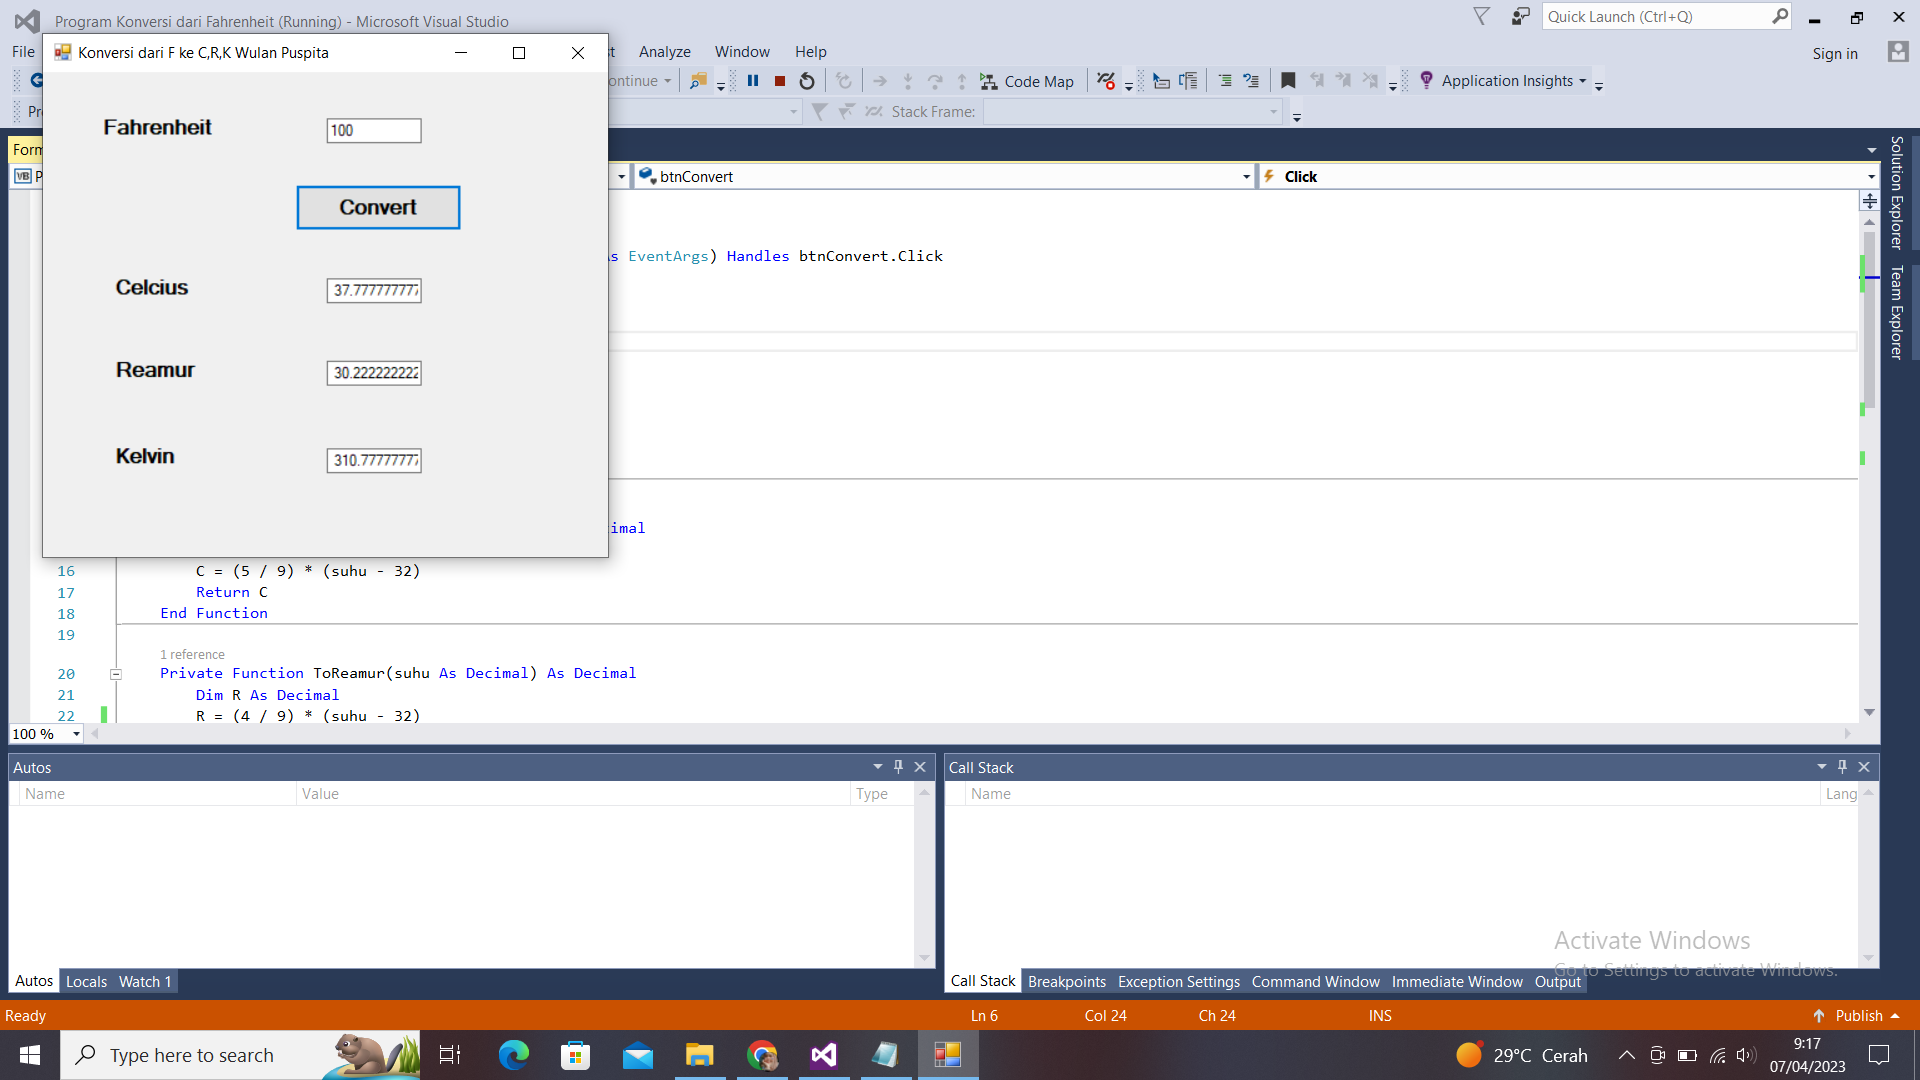 Program Konversi dari Fahrenheit (Running) - Microsoft Visual Studio
Quick Launch (Ctrl+Q)
File
Analyze Window Help
Sign in
Konversi dari F ke C,R,K Wulan Puspita
Code Map
Application Insights
Stack Frame:
Fahrenheit 100
Convert
Celcius 37.777777777
Reamur 30.222222222
Kelvin 310.77777777
Form
VB P
btnConvert
Click
EventArgs) Handles btnConvert.Click
Solution Explorer
Team Explorer
16 C = (5 / 9) * (suhu - 32)
17 Return C
18 End Function
19
1 reference
20 Private Function ToReamur(suhu As Decimal) As Decimal
21 Dim R As Decimal
22 R = (4 / 9) * (suhu - 32)
100 %
Autos
Name Value Type
Autos Locals Watch 1
Call Stack
Name Lang
Activate Windows
Go to Settings to activate Windows.
Call Stack Breakpoints Exception Settings Command Window Immediate Window Output
Ready Ln 6 Col 24 Ch 24 INS Publish
Type here to search
29°C Cerah
9:17
07/04/2023